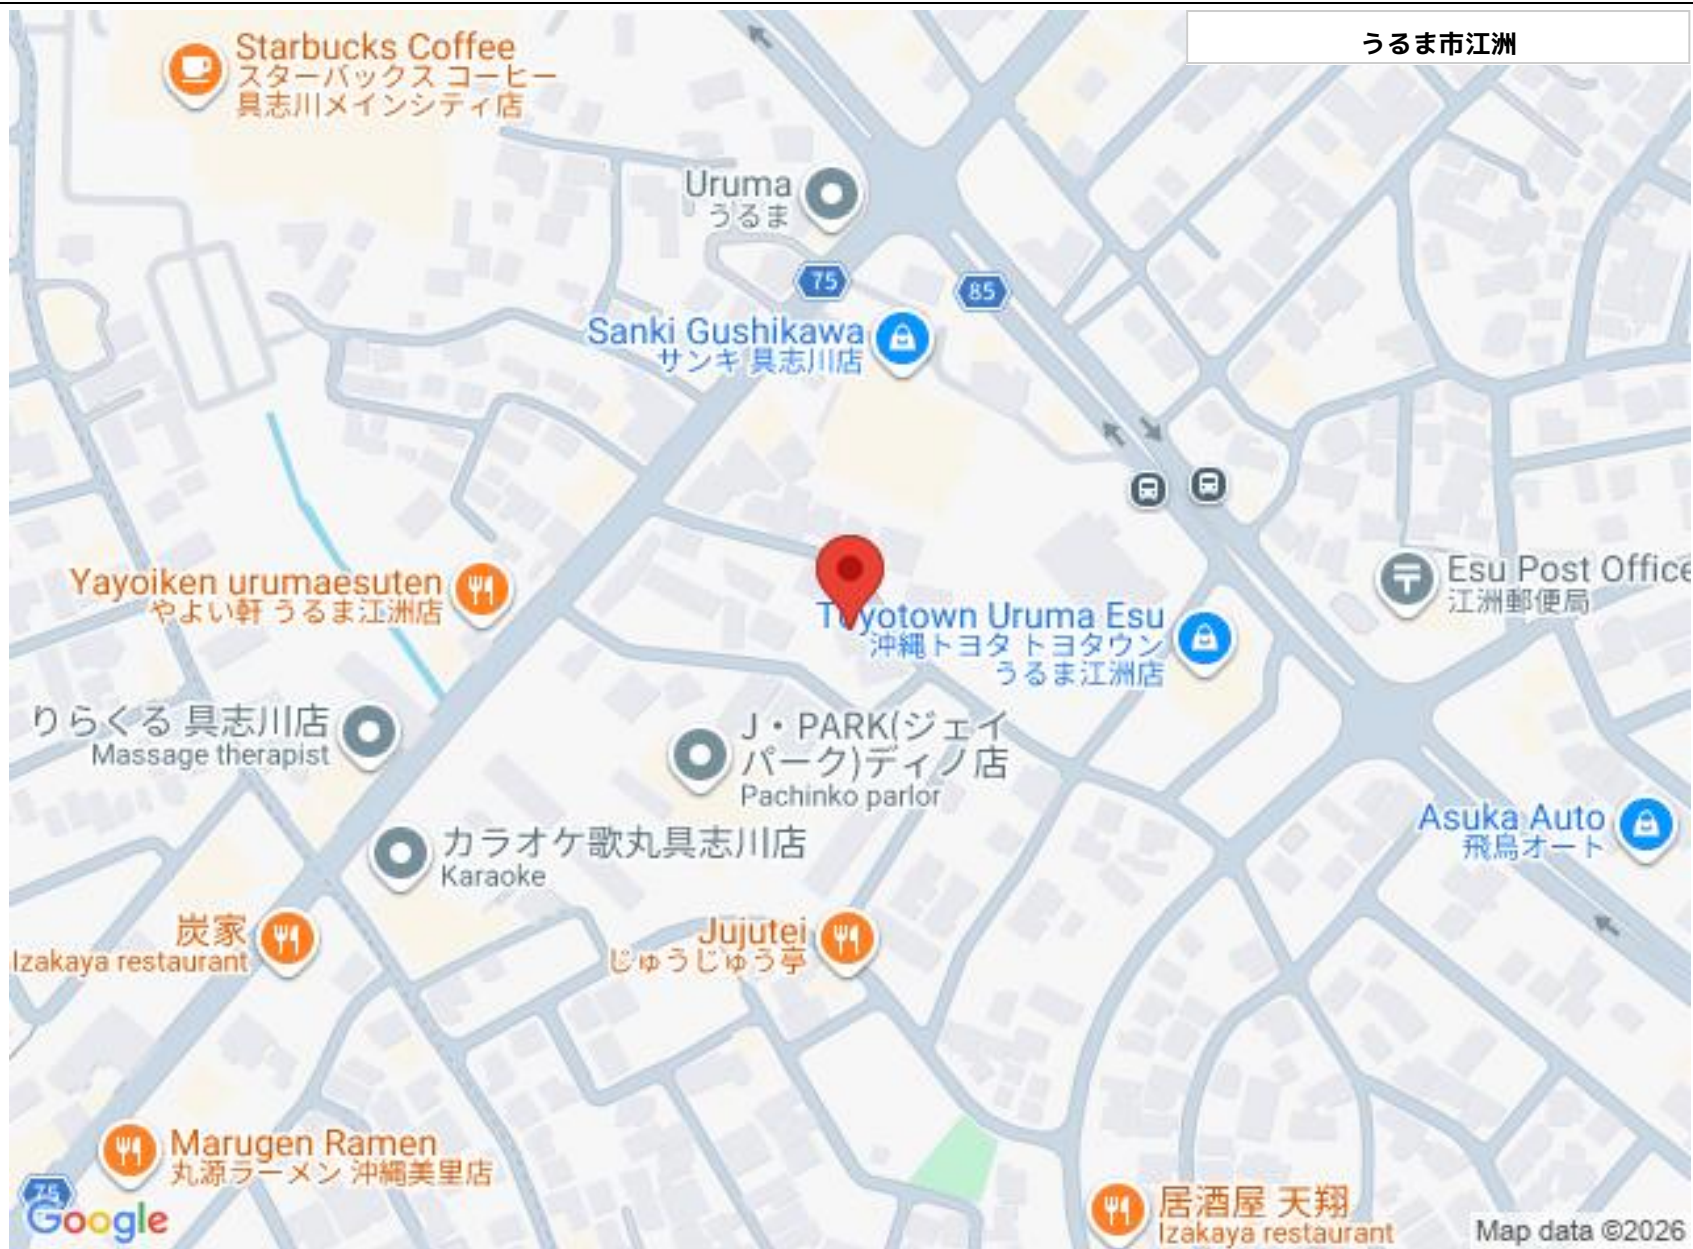 うるま市江洲
Starbucks Coffee
スターバックス コーヒー
具志川メインシティ店
Uruma
うるま
75
85
Sanki Gushikawa
サンキ 具志川店
Yayoiken urumaesuten
やよい軒 うるま江洲店
Esu Post Office
江洲郵便局
Toyotown Uruma Esu
沖縄トヨタ トヨタウン
うるま江洲店
りらくる 具志川店
Massage therapist
J・PARK(ジェイ
パーク)ディノ店
Pachinko parlor
Asuka Auto
飛鳥オート
カラオケ歌丸具志川店
Karaoke
炭家
Izakaya restaurant
Jujutei
じゅうじゅう亭
Marugen Ramen
丸源ラーメン 沖縄美里店
75
Google
居酒屋 天翔
Izakaya restaurant
Map data ©2026